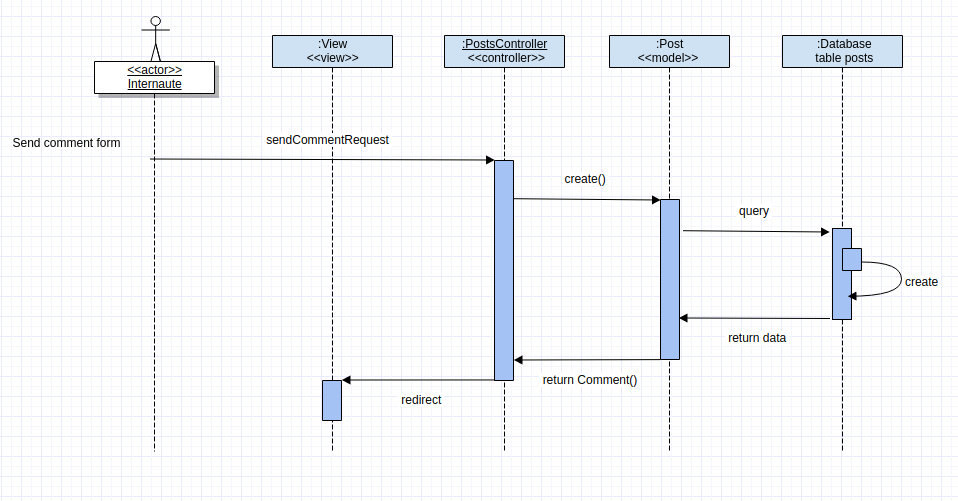 <<actor>>
Internaute
:View
<<view>>
:PostsController
<<controller>>
:Post
<<model>>
:Database
table posts
Send comment form
sendCommentRequest
create()
query
create
return data
return Comment()
redirect